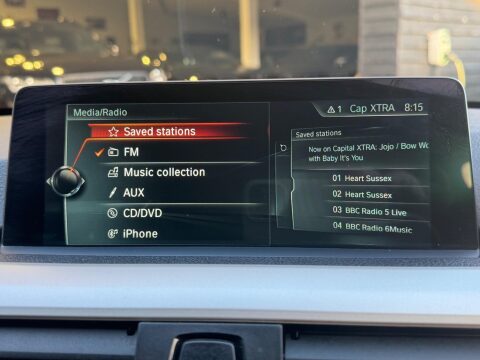 Media/Radio
1 Cap XTRA 8:15
Saved stations
FM
Music collection
AUX
CD/DVD
iPhone
Saved stations
Now on Capital XTRA: Jojo / Bow Wo
with Baby It's You
01 Heart Sussex
02 Heart Sussex
03 BBC Radio 5 Live
04 BBC Radio 6Music